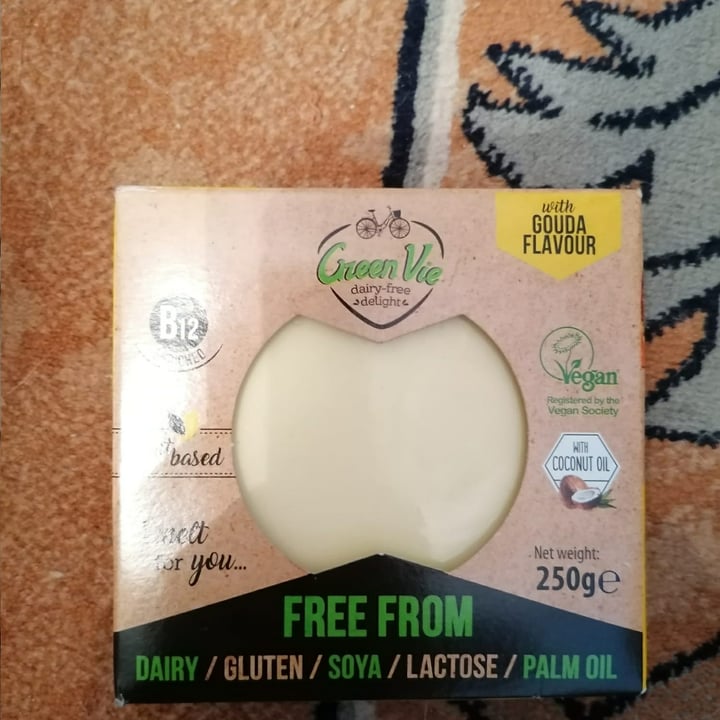 with
GOUDA
FLAVOUR
Green Vie
dairy-free
delight
B12
based
Vegan
Registered by the
Vegan Society
WITH
COCONUT OIL
melt
for you...
Net weight:
250g℮
FREE FROM
DAIRY / GLUTEN / SOYA / LACTOSE / PALM OIL